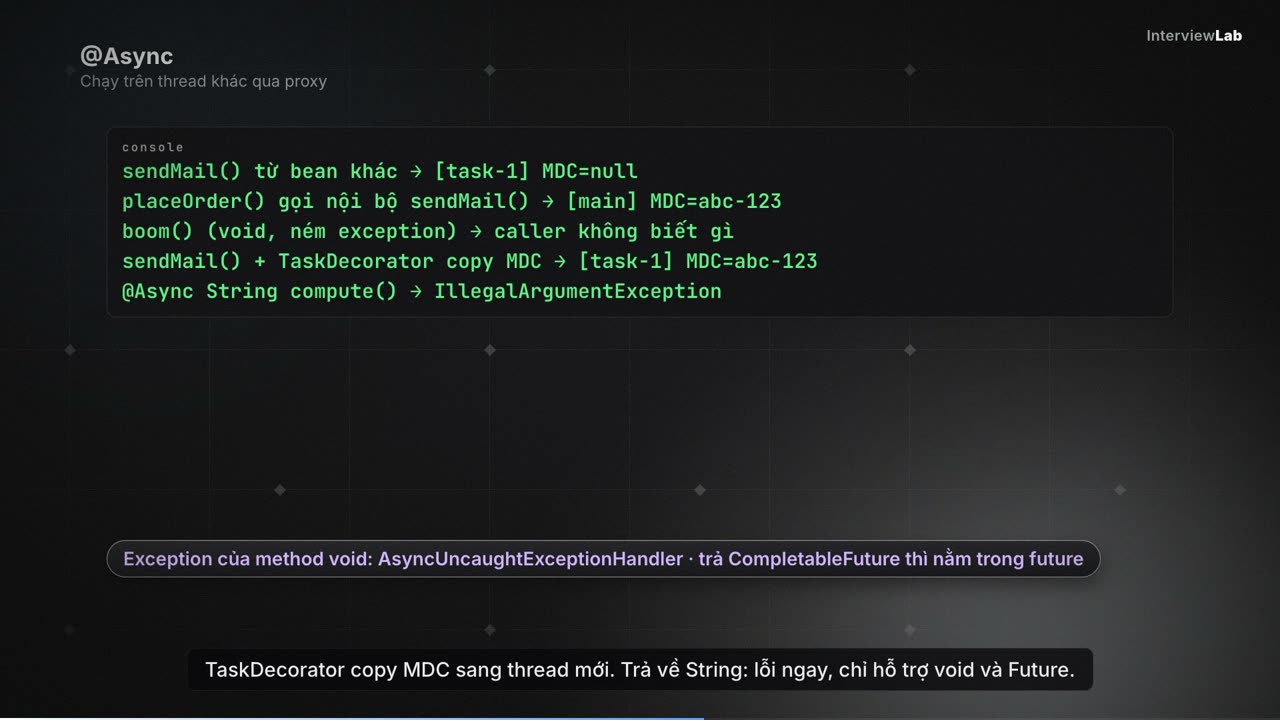 @Async
Chạy trên thread khác qua proxy
InterviewLab
console
sendMail() từ bean khác → [task-1] MDC=null
placeOrder() gọi nội bộ sendMail() → [main] MDC=abc-123
boom() (void, ném exception) → caller không biết gì
sendMail() + TaskDecorator copy MDC → [task-1] MDC=abc-123
@Async String compute() → IllegalArgumentException
Exception của method void: AsyncUncaughtExceptionHandler · trả CompletableFuture thì nằm trong future
TaskDecorator copy MDC sang thread mới. Trả về String: lỗi ngay, chỉ hỗ trợ void và Future.